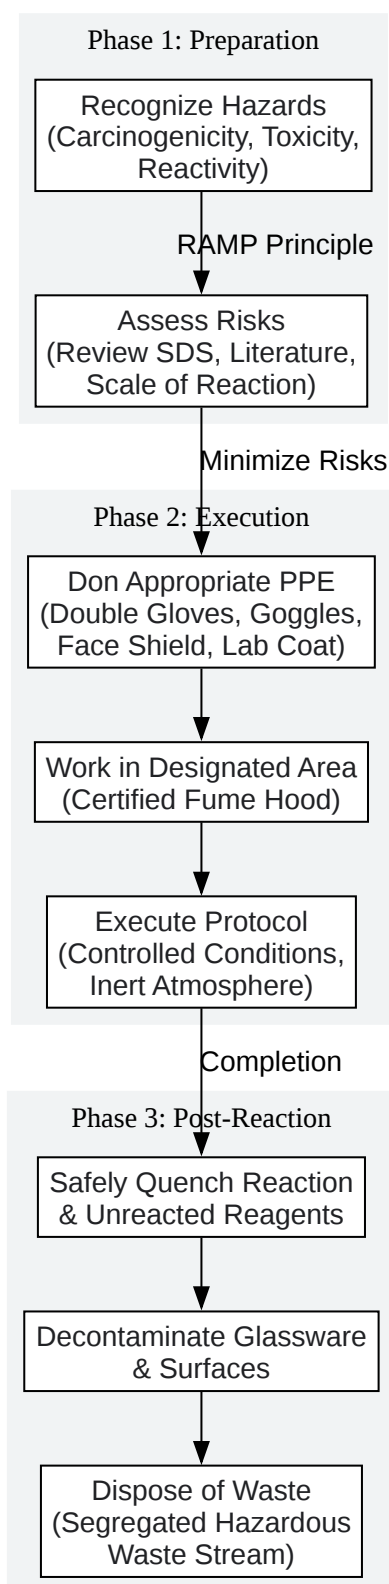 Phase 1: Preparation
Recognize Hazards
(Carcinogenicity, Toxicity,
Reactivity)
RAMP Principle
Assess Risks
(Review SDS, Literature,
Scale of Reaction)
Minimize Risks
Phase 2: Execution
Don Appropriate PPE
(Double Gloves, Goggles,
Face Shield, Lab Coat)
Work in Designated Area
(Certified Fume Hood)
Execute Protocol
(Controlled Conditions,
Inert Atmosphere)
Completion
Phase 3: Post-Reaction
Safely Quench Reaction
& Unreacted Reagents
Decontaminate Glassware
& Surfaces
Dispose of Waste
(Segregated Hazardous
Waste Stream)